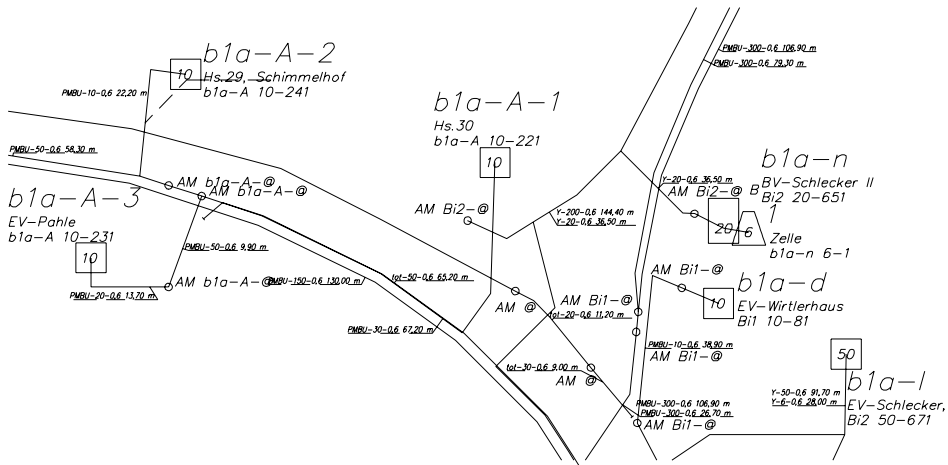 b1a-A-2
10
Hs.29, Schimmelhof
b1a-A 10-241
PMBU-10-0,6 22,20 m
PMBU-50-0,6 58,30 m
b1a-A-1
Hs.30
b1a-A 10-221
10
PMBU-300-0,6 106,90 m
PMBU-300-0,6 79,30 m
AM b1a-A-@
AM b1a-A-@
b1a-A-3
EV-Pahle
b1a-A 10-231
10
PMBU-50-0,6 9,90 m
PMBU-20-0,6 13,70 m
AM b1a-A-@
PMBU-150-0,6 130,00 m
PMBU-30-0,6 67,20 m
tot-50-0,6 65,20 m
AM Bi2-@
Y-200-0,6 144,40 m
Y-20-0,6 36,50 m
Y-20-0,6 36,50 m
AM Bi2-@
b1a-n
B BV-Schlecker II
Bi2 20-651
20
6
1
Zelle
b1a-n 6-1
AM Bi1-@
b1a-d
EV-Wirtlerhaus
Bi1 10-81
10
AM @
AM Bi1-@
tot-20-0,6 11,20 m
PMBU-10-0,6 38,90 m
AM Bi1-@
tot-30-0,6 9,00 m
AM @
PMBU-300-0,6 106,90 m
PMBU-300-0,6 26,70 m
AM Bi1-@
50
Y-50-0,6 91,70 m
Y-6-0,6 28,00 m
b1a-l
EV-Schlecker,
Bi2 50-671